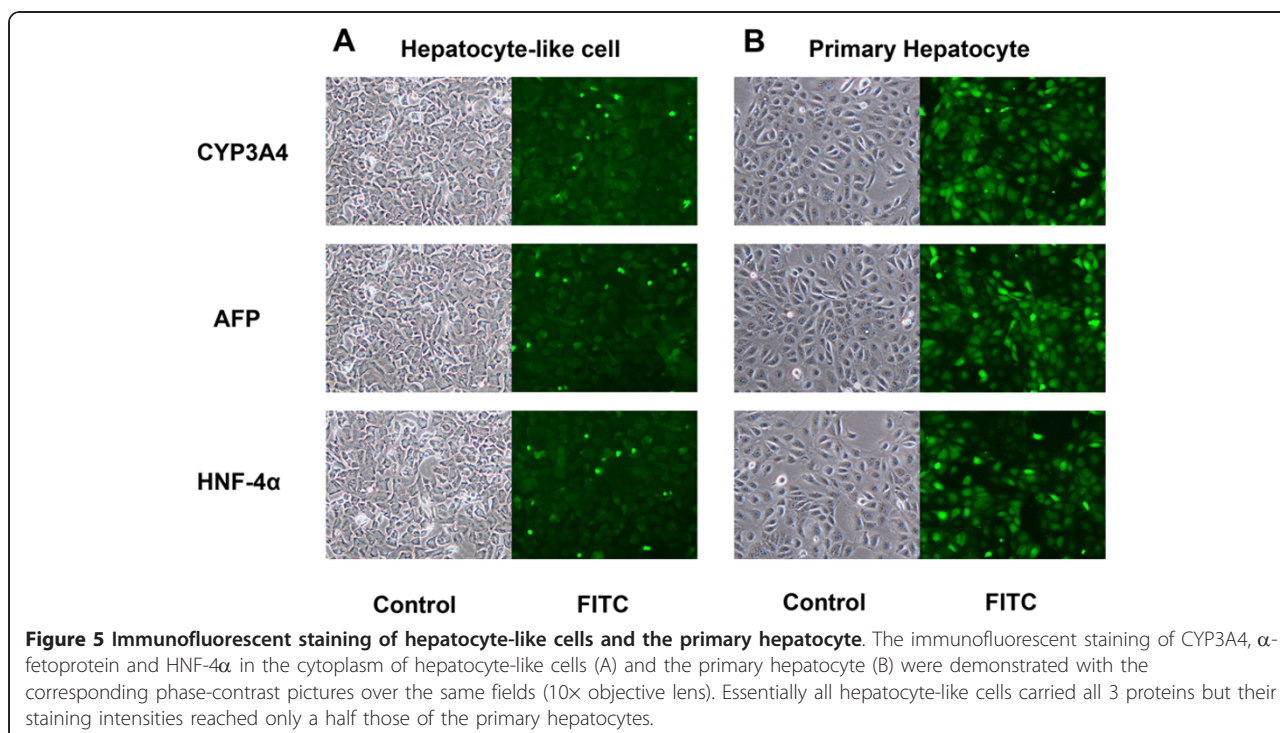 A Hepatocyte-like cell B Primary Hepatocyte
CYP3A4
AFP
HNF-4α
Control FITC Control FITC
Figure 5 Immunofluorescent staining of hepatocyte-like cells and the primary hepatocyte. The immunofluorescent staining of CYP3A4, α-
fetoprotein and HNF-4α in the cytoplasm of hepatocyte-like cells (A) and the primary hepatocyte (B) were demonstrated with the
corresponding phase-contrast pictures over the same fields (10× objective lens). Essentially all hepatocyte-like cells carried all 3 proteins but their
staining intensities reached only a half those of the primary hepatocytes.